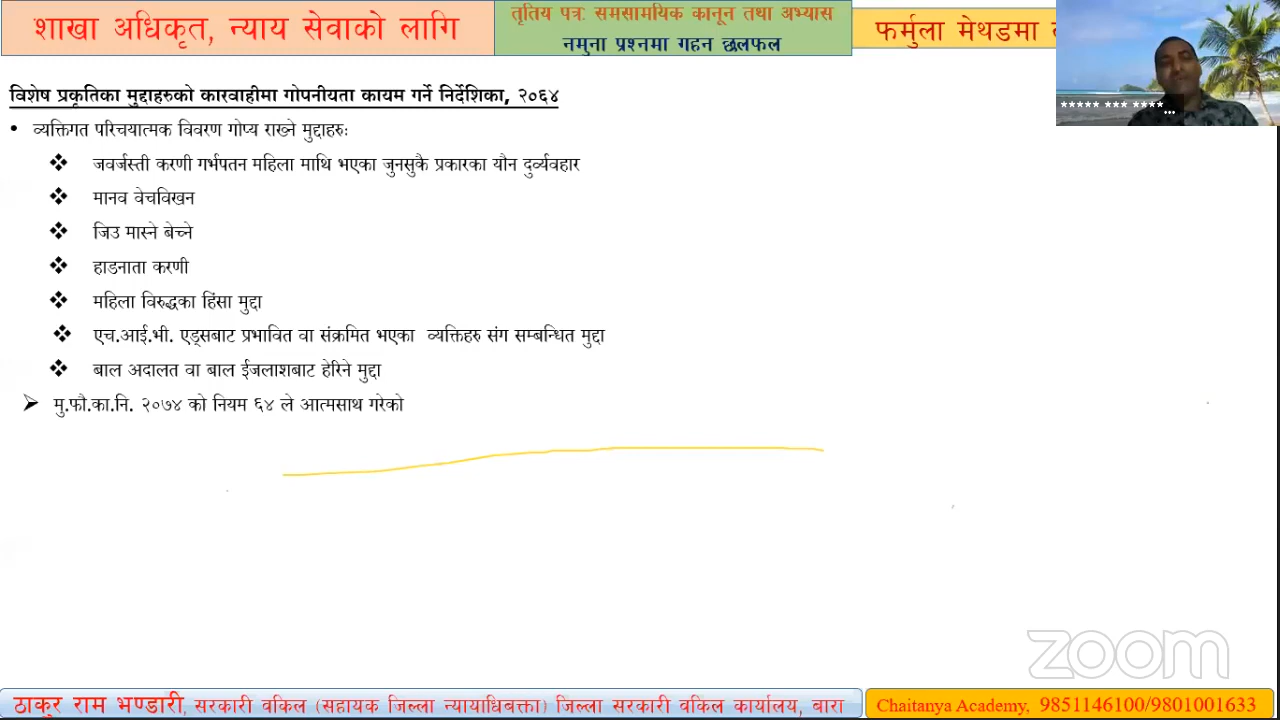 शाखा अधिकृत, न्याय सेवाको लागि
तृतिय पत्र: समसामयिक कानून तथा अभ्यास
नमुना प्रश्नमा गहन छलफल
फर्मुला मेथडमा
***** *** ****...
विशेष प्रकृतिका मुद्दाहरुको कारवाहीमा गोपनीयता कायम गर्ने निर्देशिका, २०६४
• व्यक्तिगत परिचयात्मक विवरण गोप्य राख्ने मुद्दाहरुः
❖ जवर्जस्ती करणी गर्भपतन महिला माथि भएका जुनसुकै प्रकारका यौन दुर्व्यवहार
❖ मानव वेचविखन
❖ जिउ मास्ने बेच्ने
❖ हाडनाता करणी
❖ महिला विरुद्धका हिंसा मुद्दा
❖ एच.आई.भी. एड्सबाट प्रभावित वा संक्रमित भएका व्यक्तिहरु संग सम्बन्धित मुद्दा
❖ बाल अदालत वा बाल ईजलाशबाट हेरिने मुद्दा
➢ मु.फौ.का.नि. २०७४ को नियम ६४ ले आत्मसाथ गरेको
zoom
ठाकुर राम भण्डारी, सरकारी वकिल (सहायक जिल्ला न्यायाधिबक्ता) जिल्ला सरकारी वकिल कार्यालय, बारा
Chaitanya Academy, 9851146100/9801001633